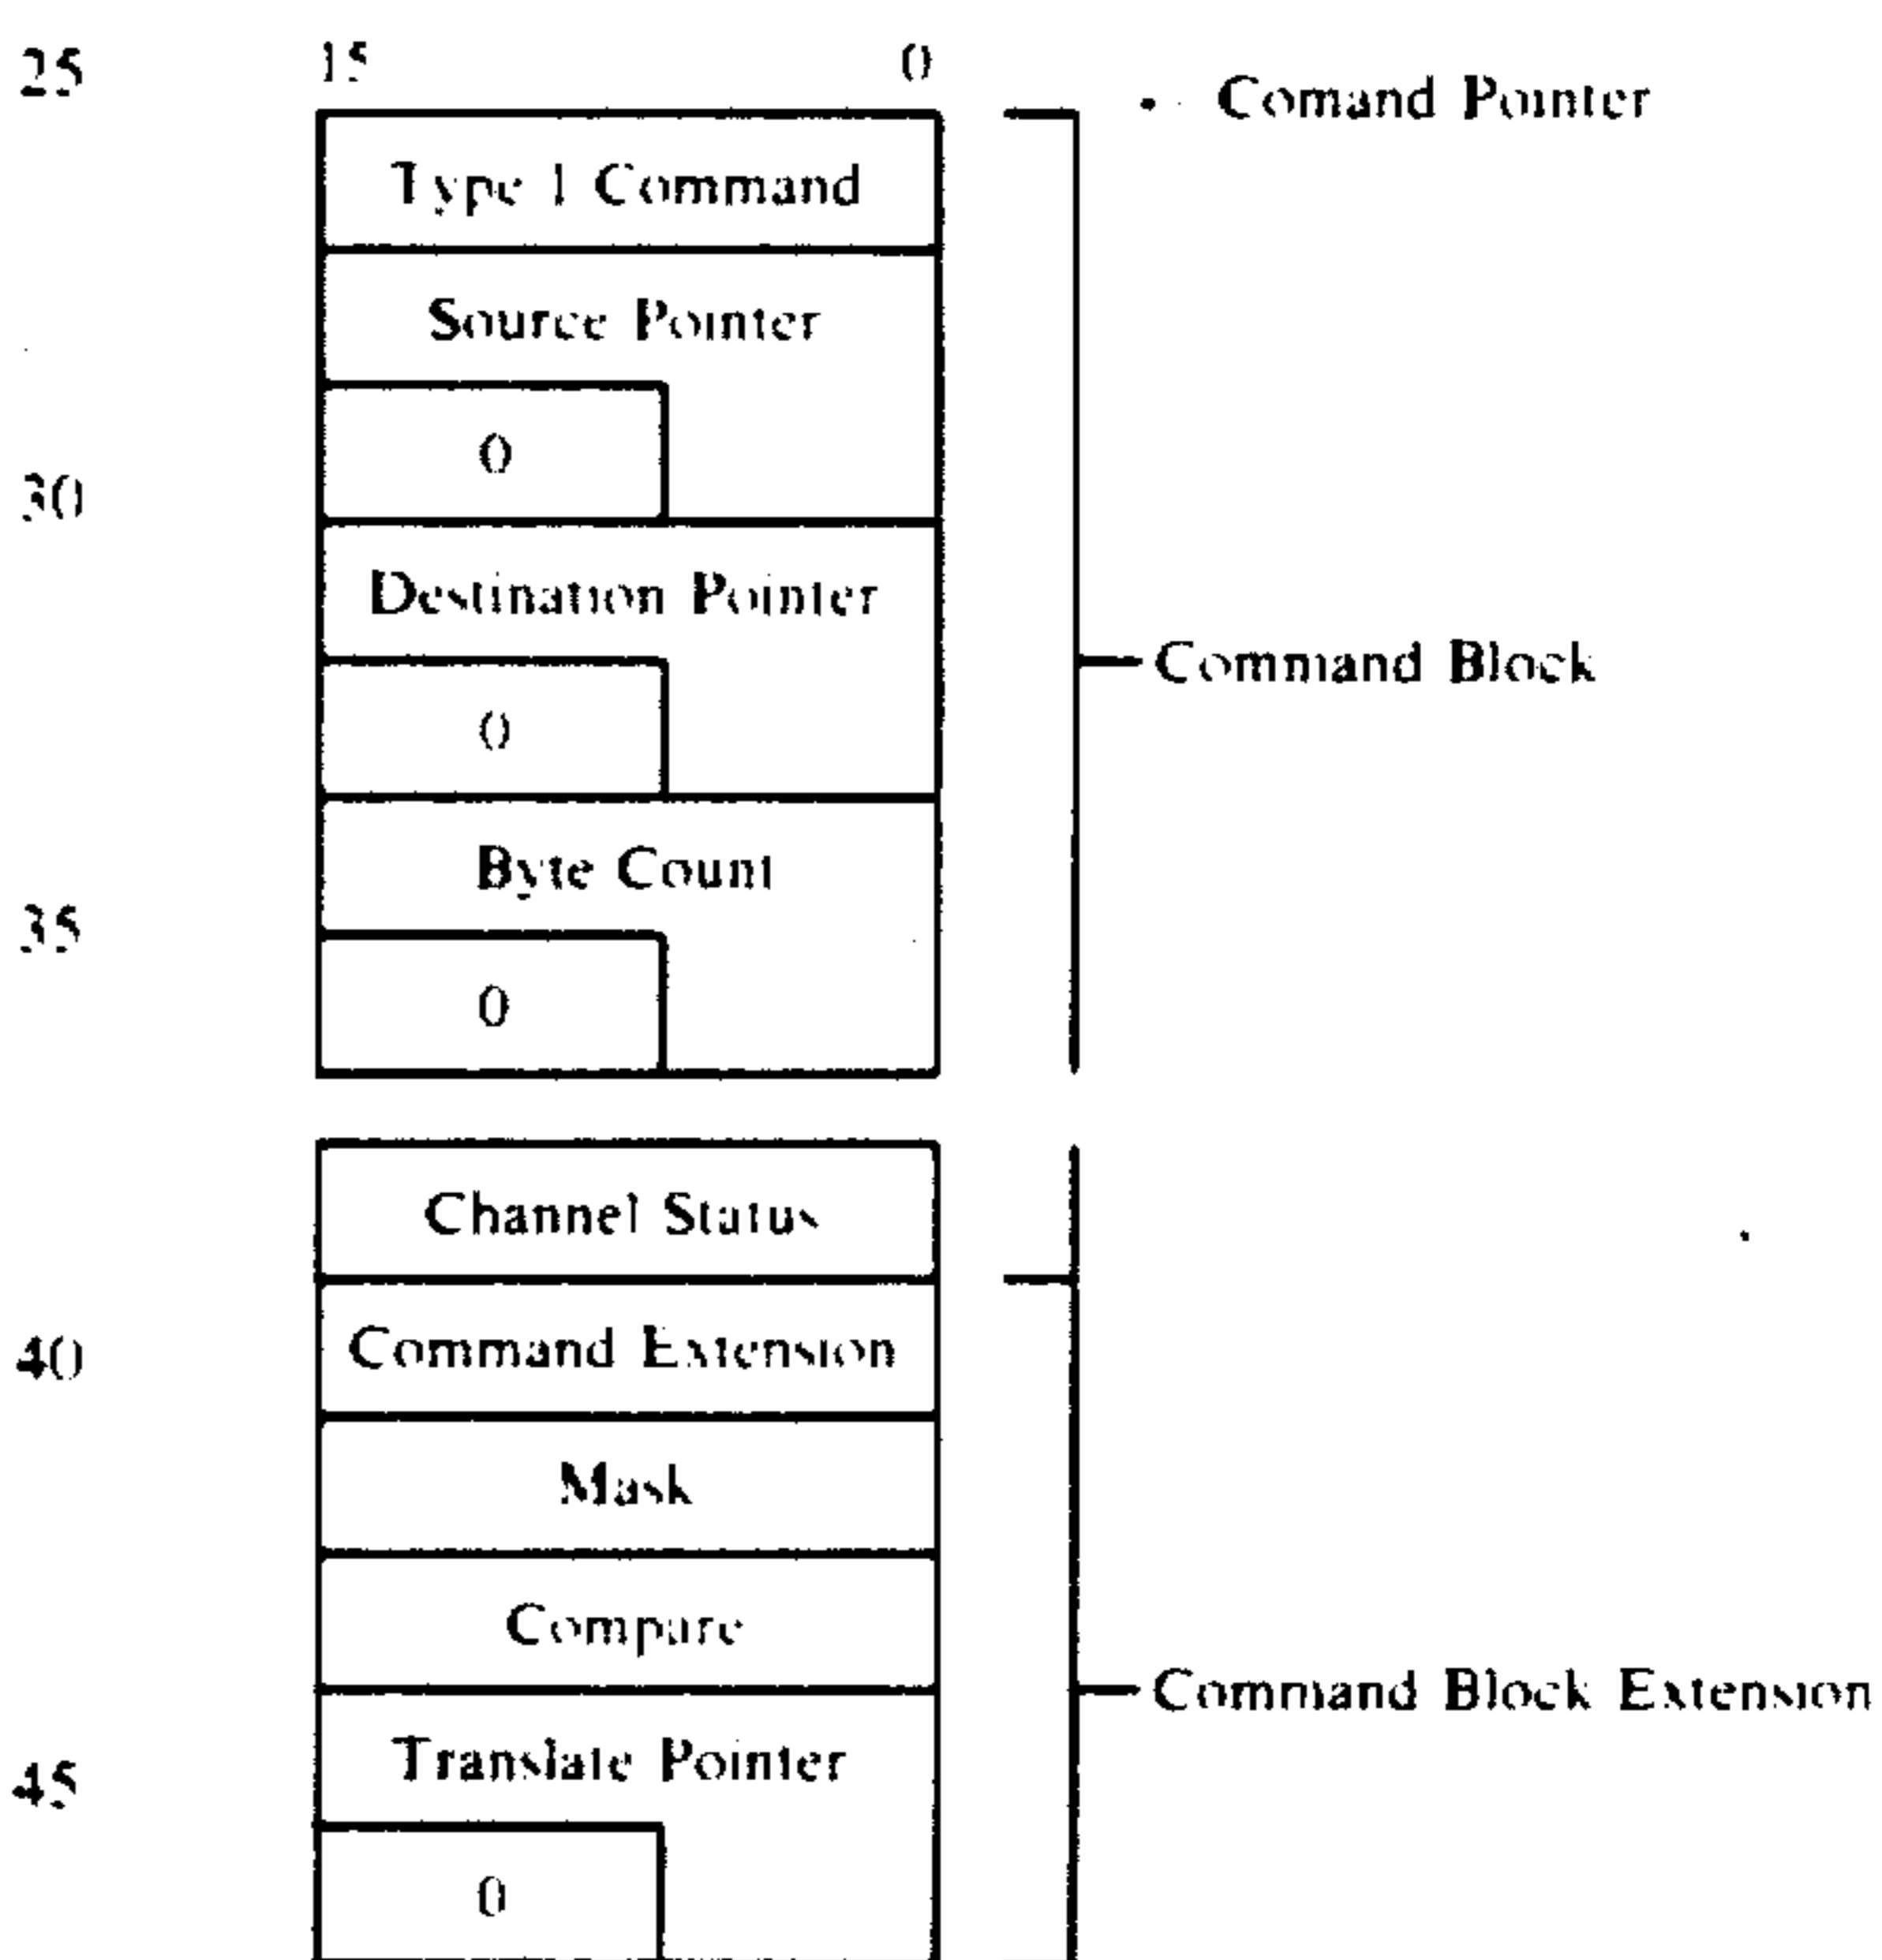 25
15 0
Comand Pointer
Type 1 Command
Source Pointer
0
30
Destination Pointer
Command Block
0
Byte Count
35
0
Channel Status
40
Command Extension
Mask
Compare
Command Block Extension
Translate Pointer
45
0